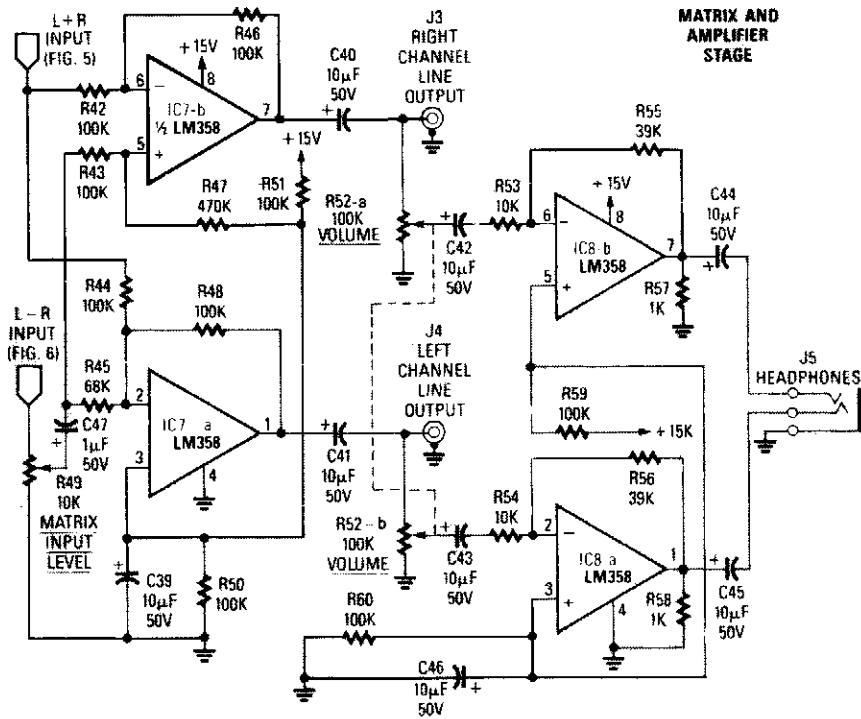 MATRIX AND
AMPLIFIER
STAGE
L+R
INPUT
(FIG. 5)
R46
100K
+15V
8
6
−
R42
100K
IC7-b
½ LM358
7
5
+
R43
100K
C40
10µF
50V
+
J3
RIGHT
CHANNEL
LINE
OUTPUT
+15V
R47
470K
R51
100K
R52-a
100K
VOLUME
+
C42
10µF
50V
R53
10K
R55
39K
+15V
8
6
−
IC8-b
LM358
7
5
+
C44
10µF
50V
+
R57
1K
R44
100K
L−R
INPUT
(FIG. 6)
R48
100K
R45
68K
2
IC7 a
LM358
1
3
4
+
C47
1µF
50V
R49
10K
MATRIX
INPUT
LEVEL
+
C41
10µF
50V
J4
LEFT
CHANNEL
LINE
OUTPUT
R59
100K
+15K
J5
HEADPHONES
R56
39K
R52-b
100K
VOLUME
+
C43
10µF
50V
R54
10K
2
−
IC8 a
LM358
1
3
+
4
R58
1K
+
C45
10µF
50V
+
C39
10µF
50V
R50
100K
R60
100K
C46
10µF
50V
+